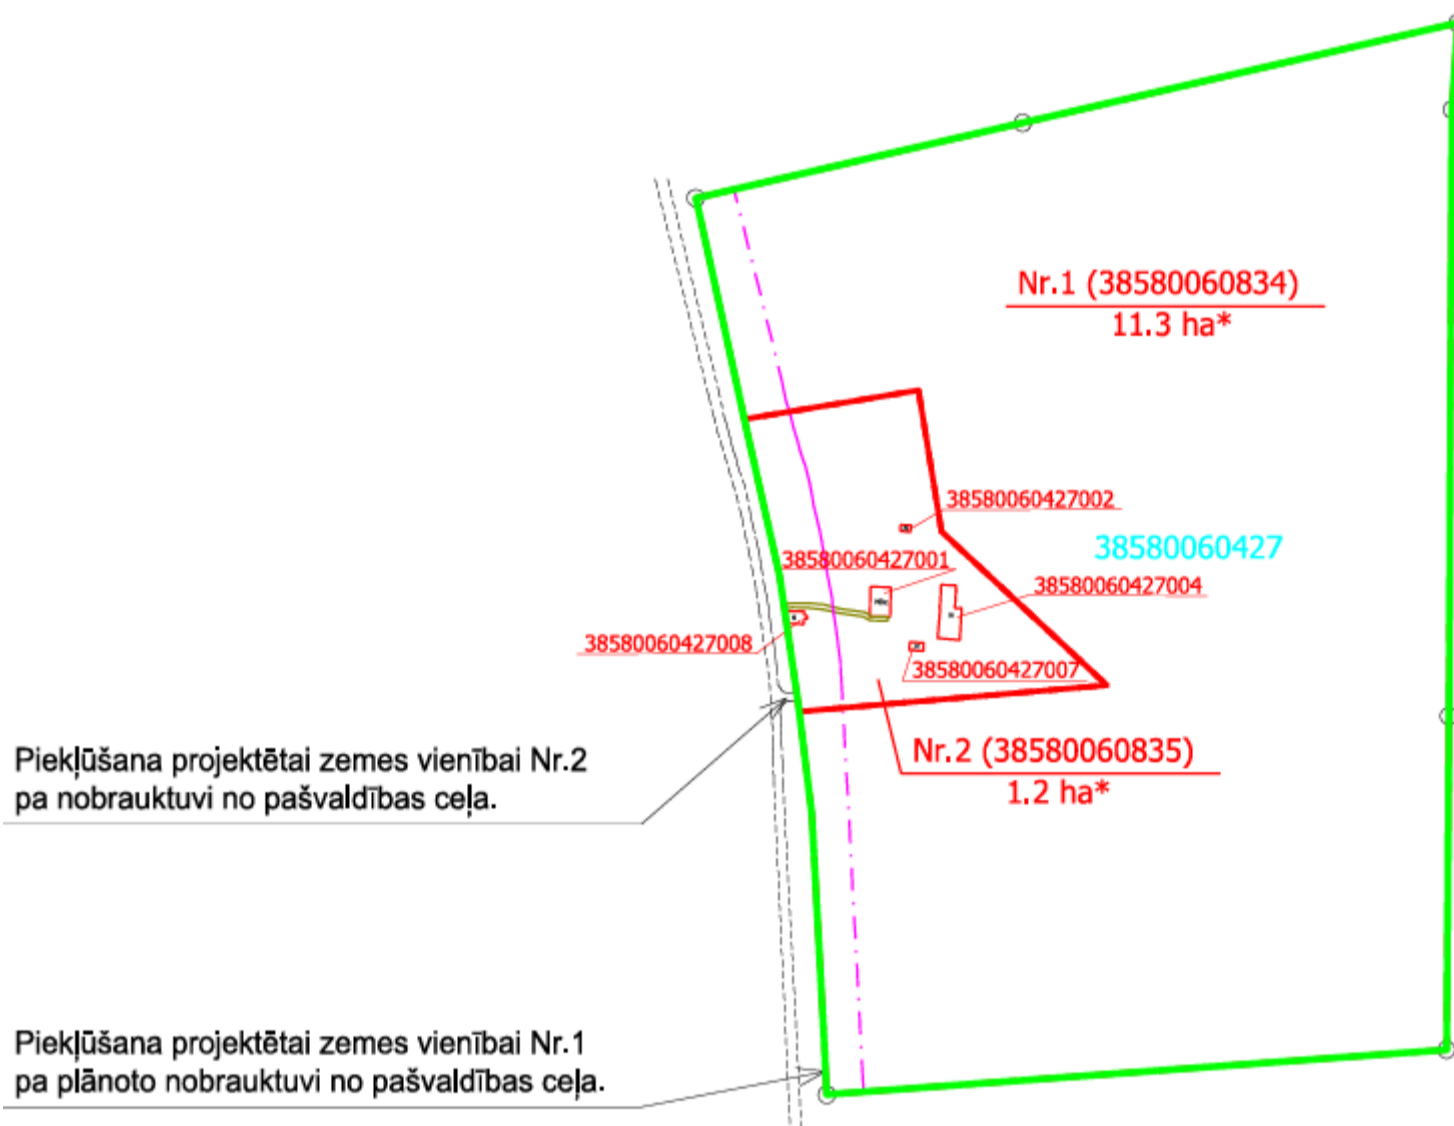 Nr.1 (38580060834)
11.3 ha*
38580060427002
38580060427
38580060427001
38580060427004
38580060427008
38580060427007
Nr.2 (38580060835)
1.2 ha*
Piekļūšana projektētai zemes vienībai Nr.2
pa nobrauktuvi no pašvaldības ceļa.
Piekļūšana projektētai zemes vienībai Nr.1
pa plānoto nobrauktuvi no pašvaldības ceļa.